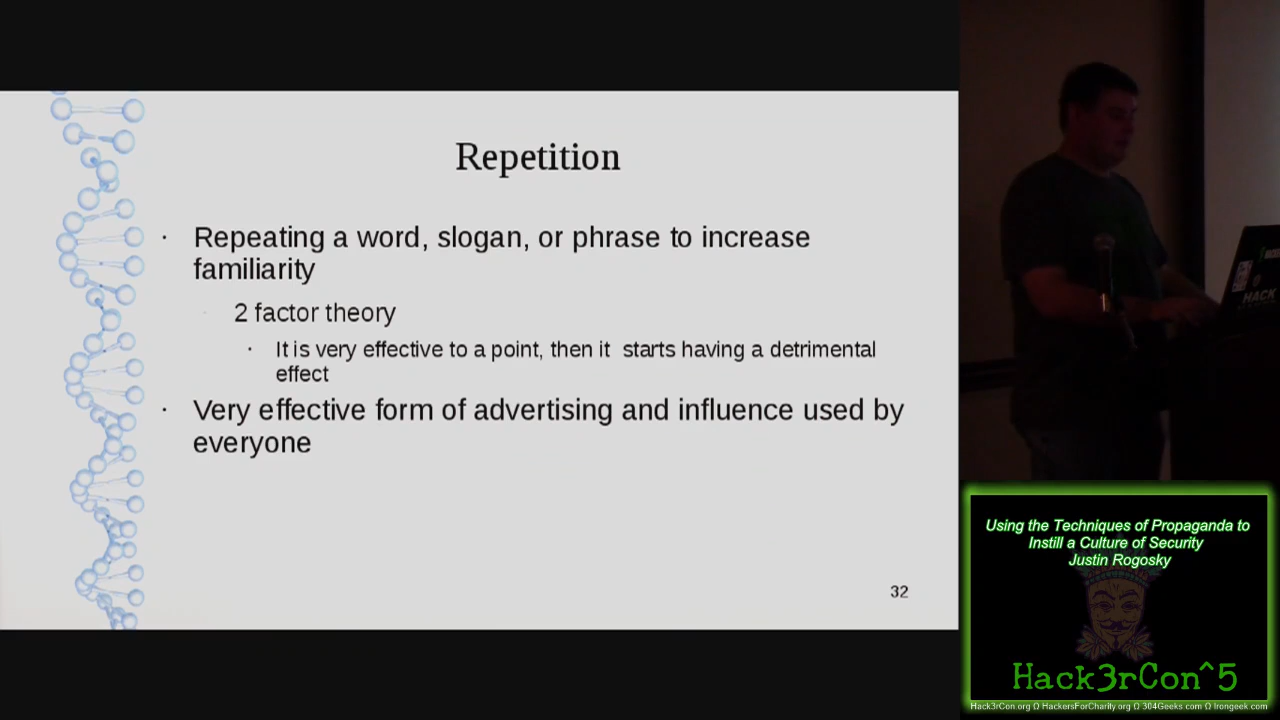 Repetition
· Repeating a word, slogan, or phrase to increase
familiarity
2 factor theory
· It is very effective to a point, then it  starts having a detrimental
effect
· Very effective form of advertising and influence used by
everyone
32
HACK
Using the Techniques of Propaganda to
Instill a Culture of Security
Justin Rogosky
Hack3rCon^5
Hack3rCon.org Ω HackersForCharity.org Ω 304Geeks.com Ω Irongeek.com